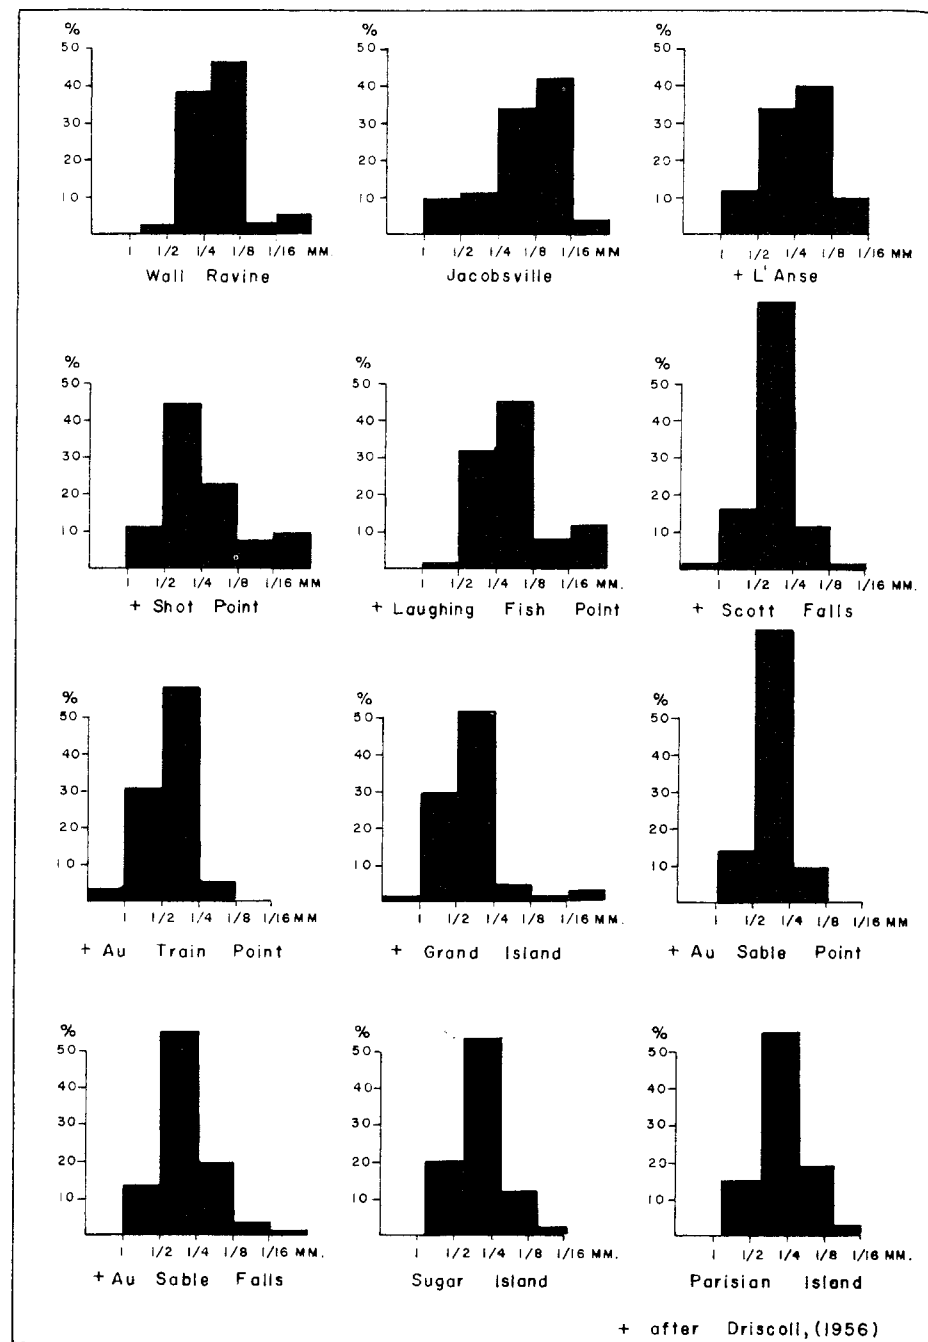 %
50
40
30
20
10
1 1/2 1/4 1/8 1/16 MM.
Wall Ravine
%
50
40
30
20
10
1 1/2 1/4 1/8 1/16 MM
Jacobsville
%
50
40
30
20
10
1 1/2 1/4 1/8 1/16 MM
+ L'Anse
%
50
40
30
20
10
1 1/2 1/4 1/8 1/16 MM
+ Shot Point
%
50
40
30
20
10
1 1/2 1/4 1/8 1/16 MM.
+ Laughing Fish Point
%
50
40
30
20
10
1 1/2 1/4 1/8 1/16 MM.
+ Scott Falls
%
50
40
30
20
10
1 1/2 1/4 1/8 1/16 MM
+ Au Train Point
%
50
40
30
20
10
1 1/2 1/4 1/8 1/16 MM.
+ Grand Island
%
50
40
30
20
10
1 1/2 1/4 1/8 1/16 MM
+ Au Sable Point
%
50
40
30
20
10
1 1/2 1/4 1/8 1/16 MM.
+ Au Sable Falls
%
50
40
30
20
10
1 1/2 1/4 1/8 1/16 MM.
Sugar Island
%
50
40
30
20
10
1 1/2 1/4 1/8 1/16 MM.
Parisian Island
+ after Driscoll, (1956)